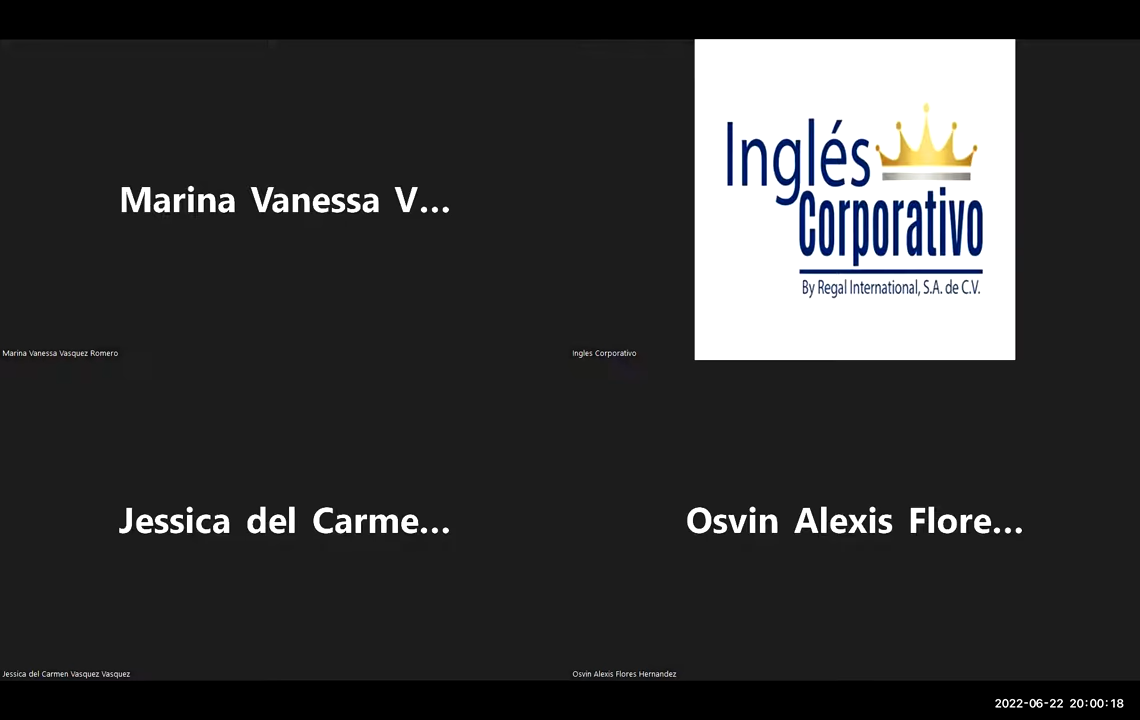 Marina Vanessa V...
Inglés
Corporativo
By Regal International, S.A. de C.V.
Marina Vanessa Vasquez Romero
Ingles Corporativo
Jessica del Carme...
Osvin Alexis Flore...
Jessica del Carmen Vasquez Vasquez
Osvin Alexis Flores Hernandez
2022-06-22 20:00:18